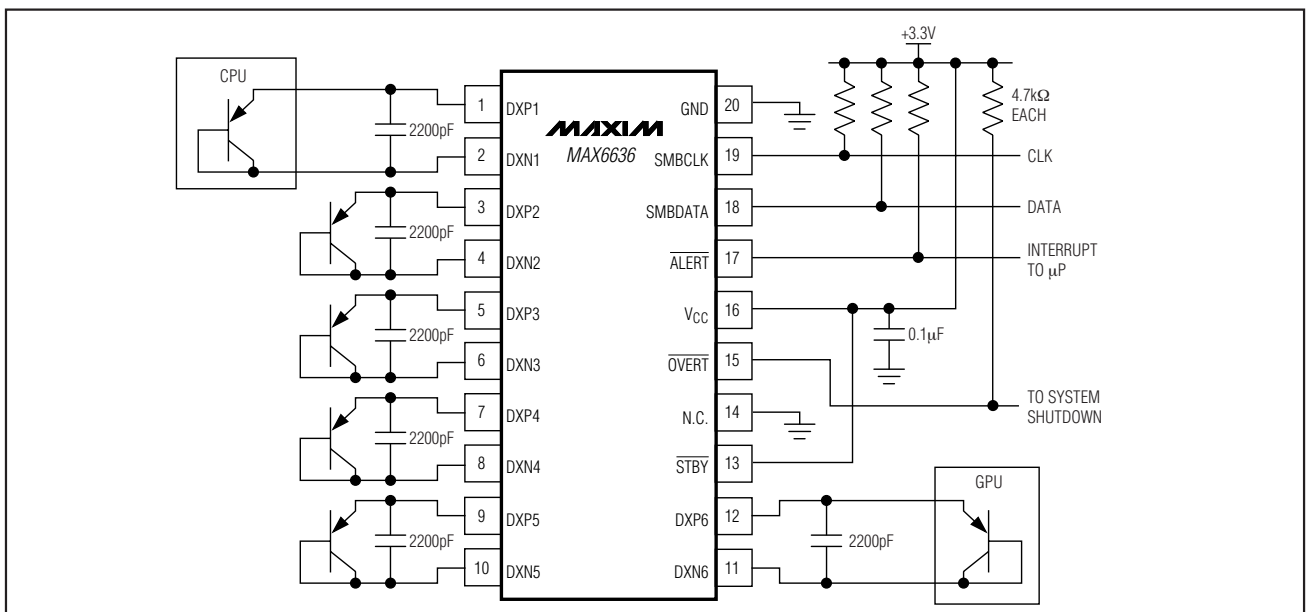 +3.3V
CPU
4.7kΩ
EACH
1 DXP1
GND 20
2200pF
MAXIM
MAX6636
2 DXN1
SMBCLK 19
CLK
3 DXP2
SMBDATA 18
DATA
2200pF
4 DXN2
ALERT 17
INTERRUPT
TO µP
5 DXP3
VCC 16
2200pF
0.1µF
6 DXN3
OVERT 15
7 DXP4
N.C. 14
TO SYSTEM
SHUTDOWN
2200pF
8 DXN4
STBY 13
GPU
9 DXP5
DXP6 12
2200pF
2200pF
10 DXN5
DXN6 11